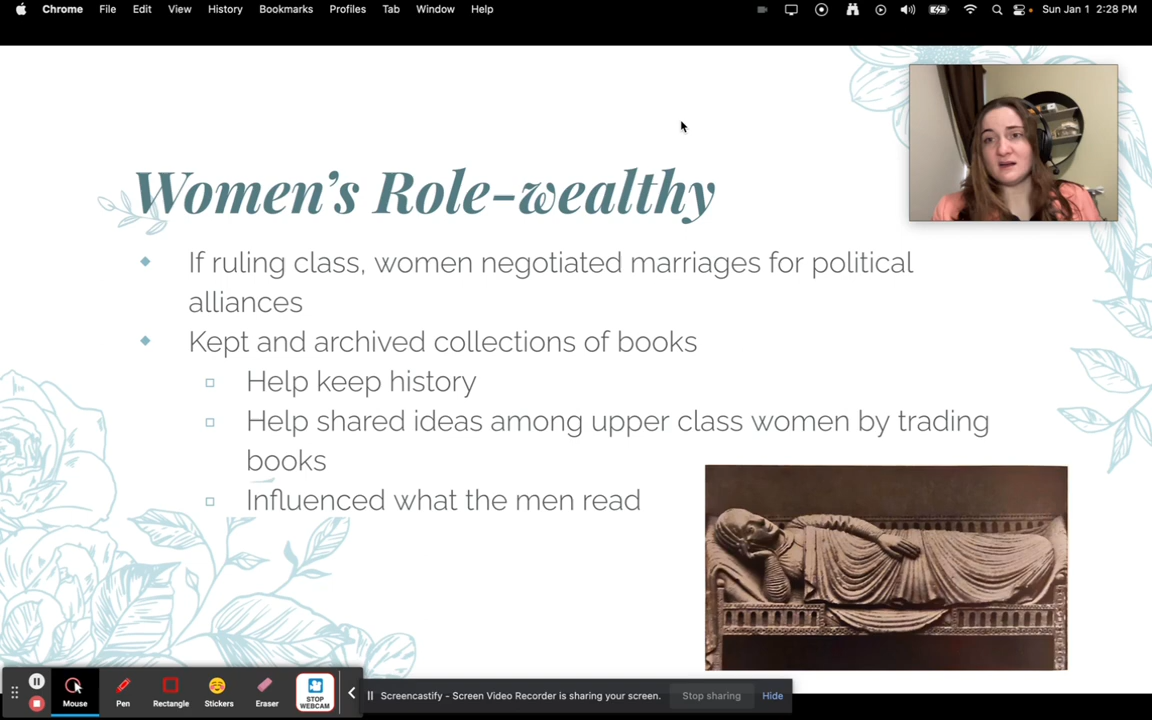 Chrome File Edit View History Bookmarks Profiles Tab Window Help Sun Jan 1 2:28 PM
Women's Role-wealthy
If ruling class, women negotiated marriages for political
alliances
Kept and archived collections of books
Help keep history
Help shared ideas among upper class women by trading
books
Influenced what the men read
Mouse Pen Rectangle Stickers Eraser STOP WEBCAM
Screencastify - Screen Video Recorder is sharing your screen. Stop sharing Hide